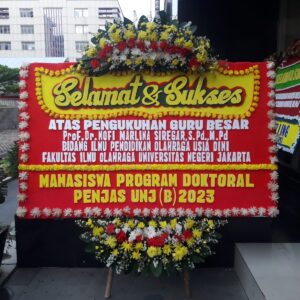 Selamat & Sukses
ATAS PENGUKUHAN GURU BESAR
Prof. Dr. NOFI MARLINA SIREGAR, S.Pd., M.Pd
BIDANG ILMU PENDIDIKAN OLAHRAGA USIA DINI
FAKULTAS ILMU OLAHRAGA UNIVERSITAS NEGERI JAKARTA
MAHASISWA PROGRAM DOKTORAL
PENJAS UNJ (B) 2023